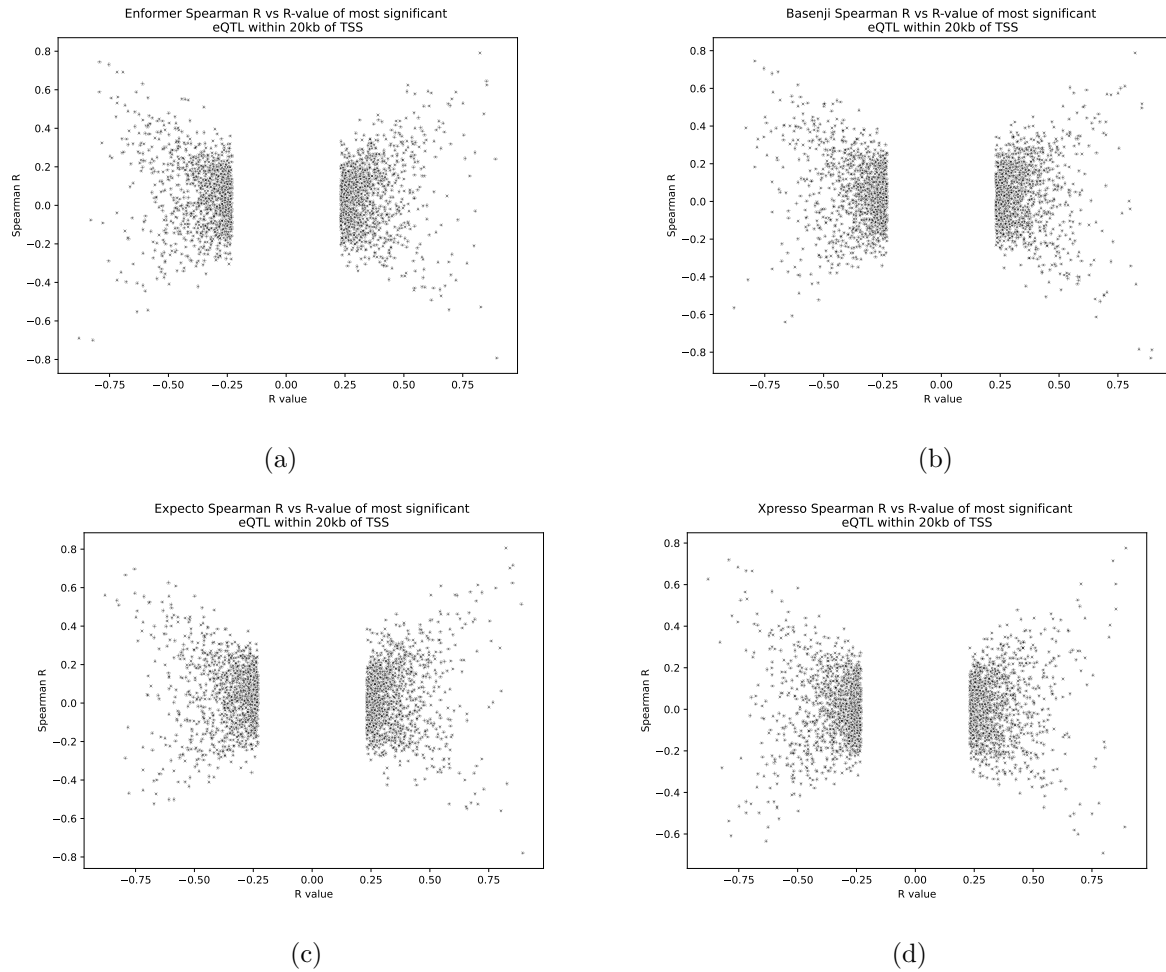 Enformer Spearman R vs R-value of most significant
eQTL within 20kb of TSS
0.8
0.6
0.4
0.2
0.0
−0.2
−0.4
−0.6
−0.8
Spearman R
−0.75 −0.50 −0.25 0.00 0.25 0.50 0.75
R value
(a)
Basenji Spearman R vs R-value of most significant
eQTL within 20kb of TSS
0.8
0.6
0.4
0.2
0.0
−0.2
−0.4
−0.6
−0.8
Spearman R
−0.75 −0.50 −0.25 0.00 0.25 0.50 0.75
R value
(b)
Expecto Spearman R vs R-value of most significant
eQTL within 20kb of TSS
0.8
0.6
0.4
0.2
0.0
−0.2
−0.4
−0.6
−0.8
Spearman R
−0.75 −0.50 −0.25 0.00 0.25 0.50 0.75
R value
(c)
Xpresso Spearman R vs R-value of most significant
eQTL within 20kb of TSS
0.8
0.6
0.4
0.2
0.0
−0.2
−0.4
−0.6
Spearman R
−0.75 −0.50 −0.25 0.00 0.25 0.50 0.75
R value
(d)